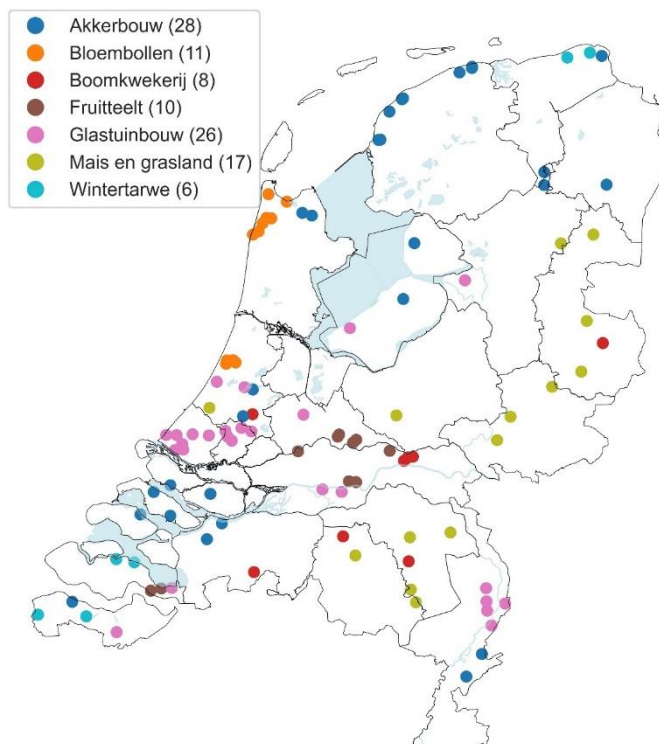 Akkerbouw (28)
Bloembollen (11)
Boomkwekerij (8)
Fruitteelt (10)
Glastuinbouw (26)
Mais en grasland (17)
Wintertarwe (6)